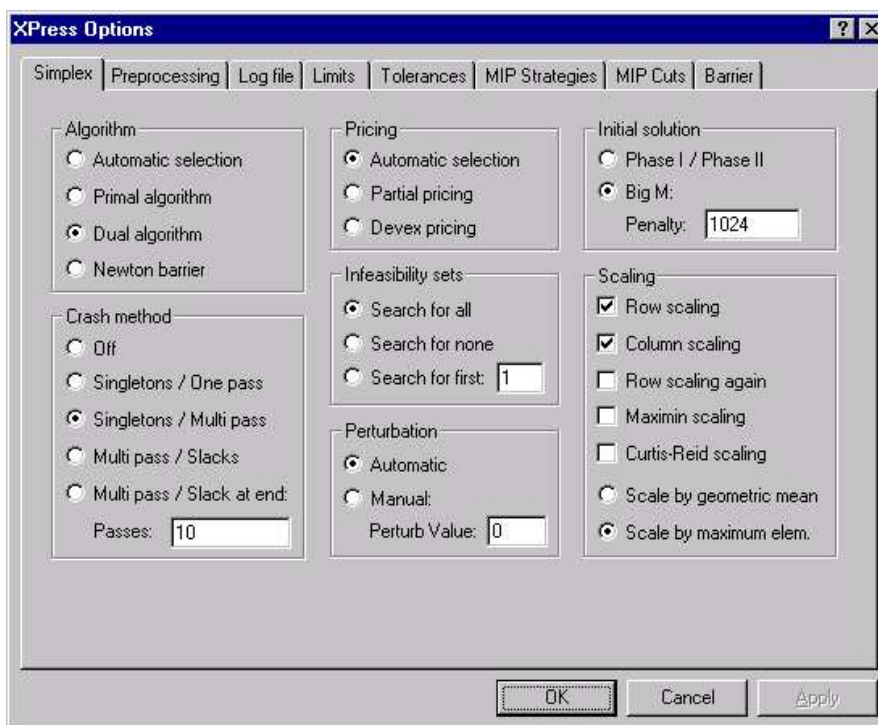 XPress Options
? ×
Simplex Preprocessing Log file Limits Tolerances MIP Strategies MIP Cuts Barrier
Algorithm
Automatic selection
Primal algorithm
Dual algorithm
Newton barrier
Crash method
Off
Singletons / One pass
Singletons / Multi pass
Multi pass / Slacks
Multi pass / Slack at end:
Passes: 10
Pricing
Automatic selection
Partial pricing
Devex pricing
Infeasibility sets
Search for all
Search for none
Search for first: 1
Perturbation
Automatic
Manual:
Perturb Value: 0
Initial solution
Phase I / Phase II
Big M:
Penalty: 1024
Scaling
Row scaling
Column scaling
Row scaling again
Maximin scaling
Curtis-Reid scaling
Scale by geometric mean
Scale by maximum elem.
OK Cancel Apply